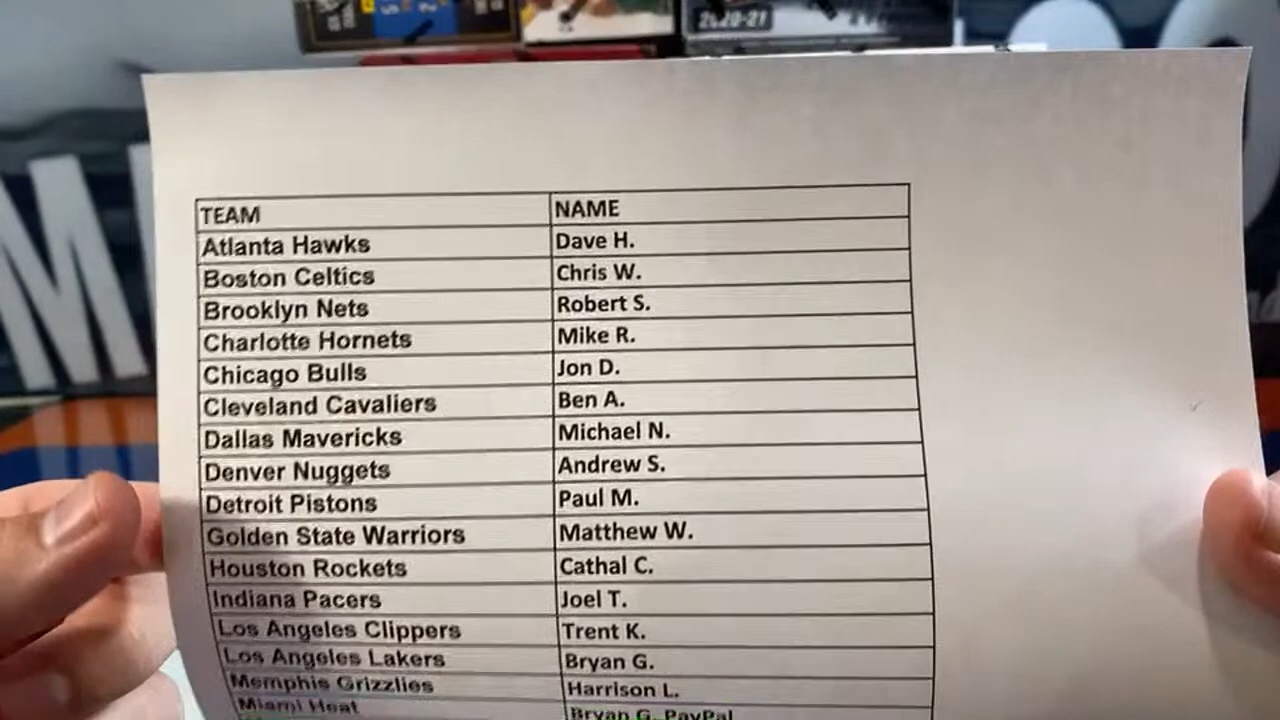 2020-21
M
TEAM NAME
Atlanta Hawks Dave H.
Boston Celtics Chris W.
Brooklyn Nets Robert S.
Charlotte Hornets Mike R.
Chicago Bulls Jon D.
Cleveland Cavaliers Ben A.
Dallas Mavericks Michael N.
Denver Nuggets Andrew S.
Detroit Pistons Paul M.
Golden State Warriors Matthew W.
Houston Rockets Cathal C.
Indiana Pacers Joel T.
Los Angeles Clippers Trent K.
Los Angeles Lakers Bryan G.
Memphis Grizzlies Harrison L.
Miami Heat Bryan G. PayPal